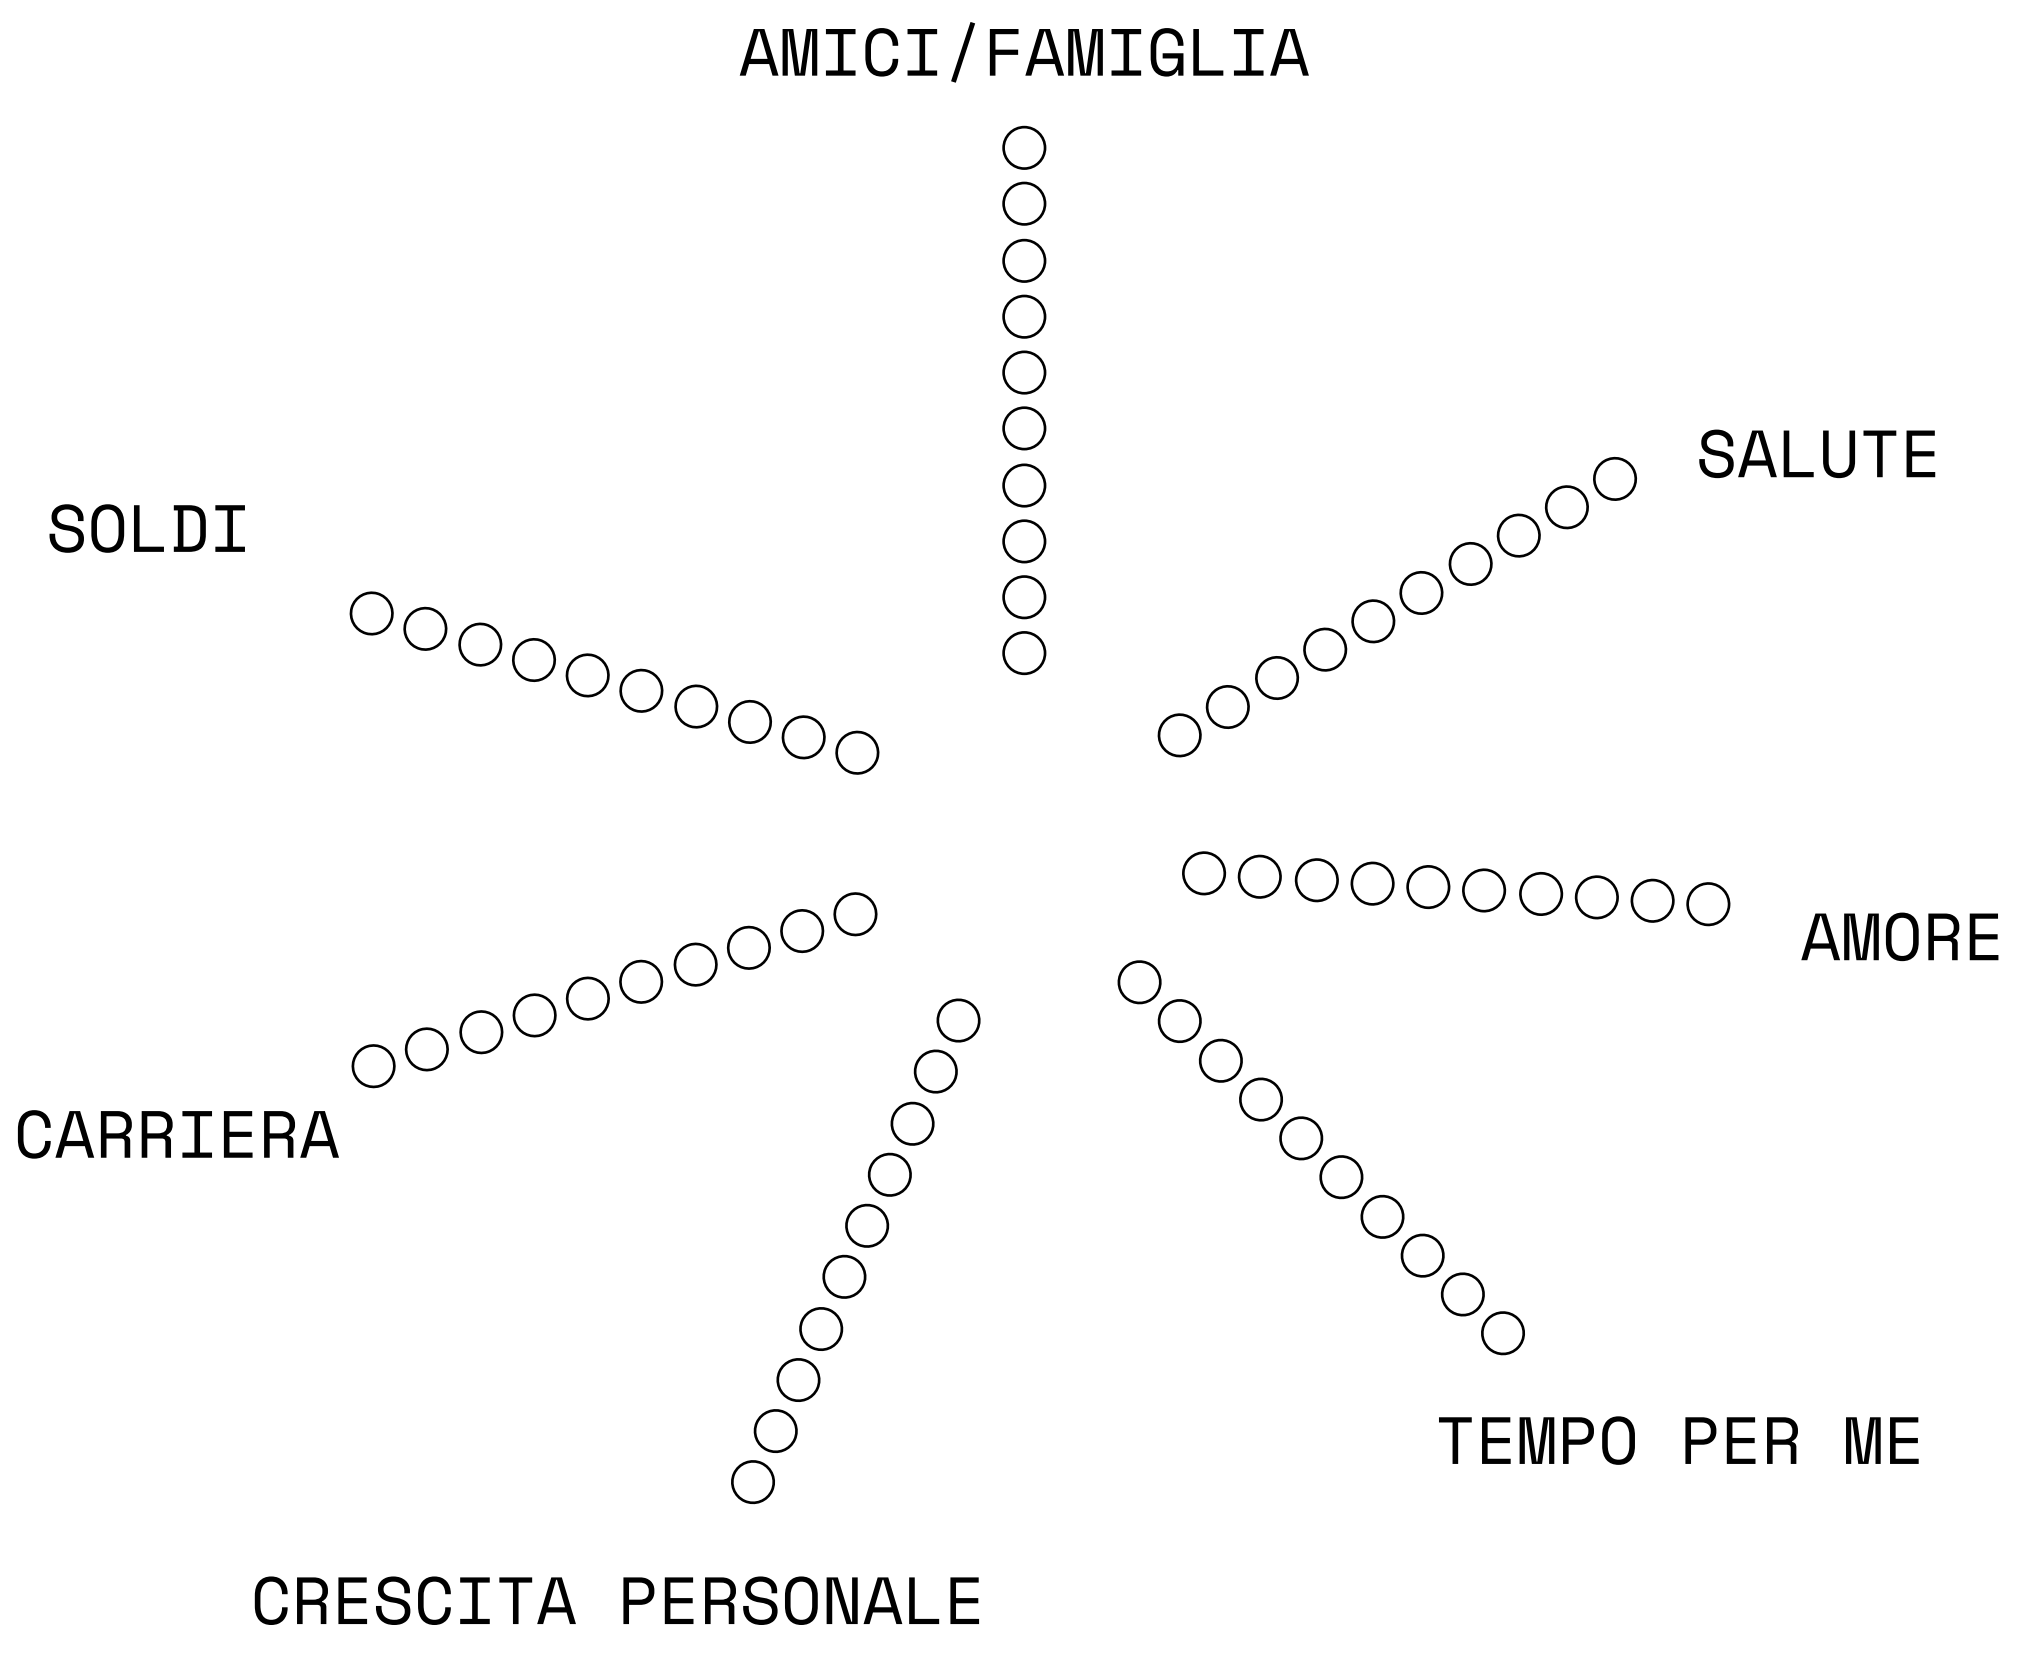 AMICI/FAMIGLIA
SALUTE
SOLDI
AMORE
CARRIERA
TEMPO PER ME
CRESCITA PERSONALE